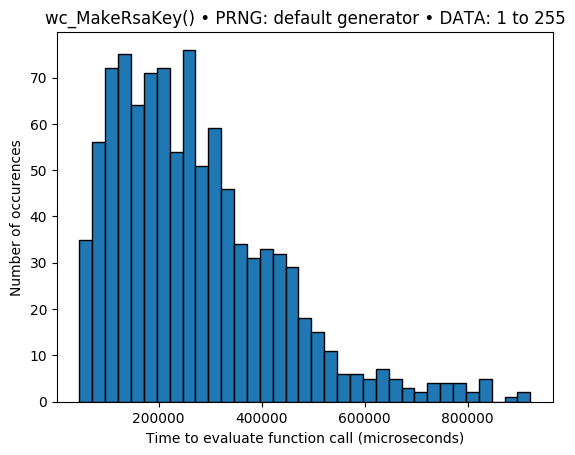 wc_MakeRsaKey() • PRNG: default generator • DATA: 1 to 255
Number of occurences
70
60
50
40
30
20
10
0
200000 400000 600000 800000
Time to evaluate function call (microseconds)